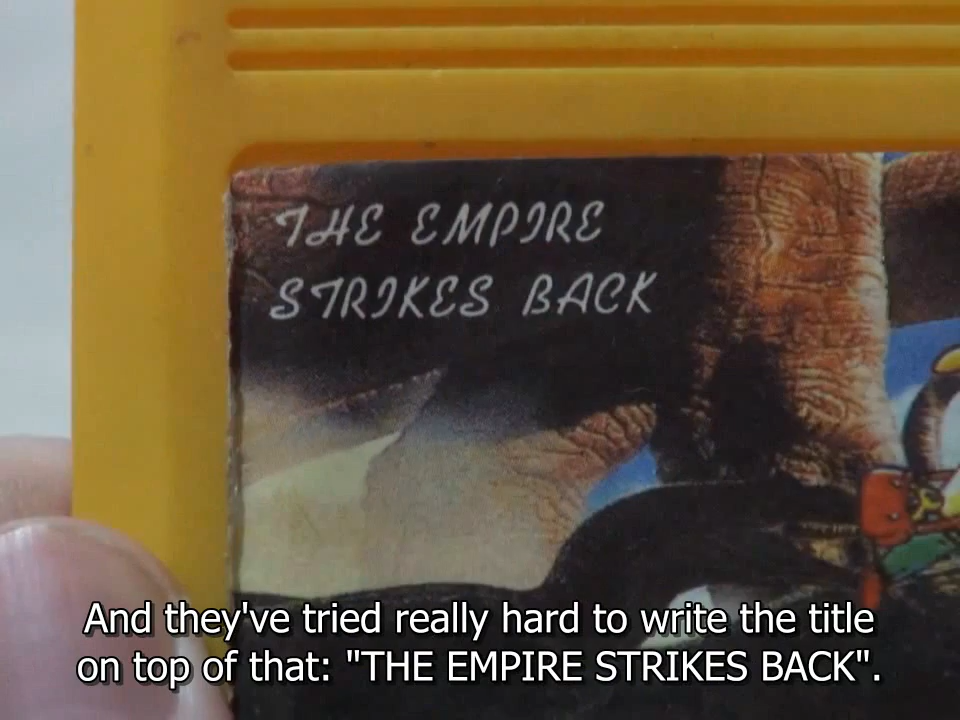 THE EMPIRE
STRIKES BACK
And they've tried really hard to write the title
on top of that: "THE EMPIRE STRIKES BACK".